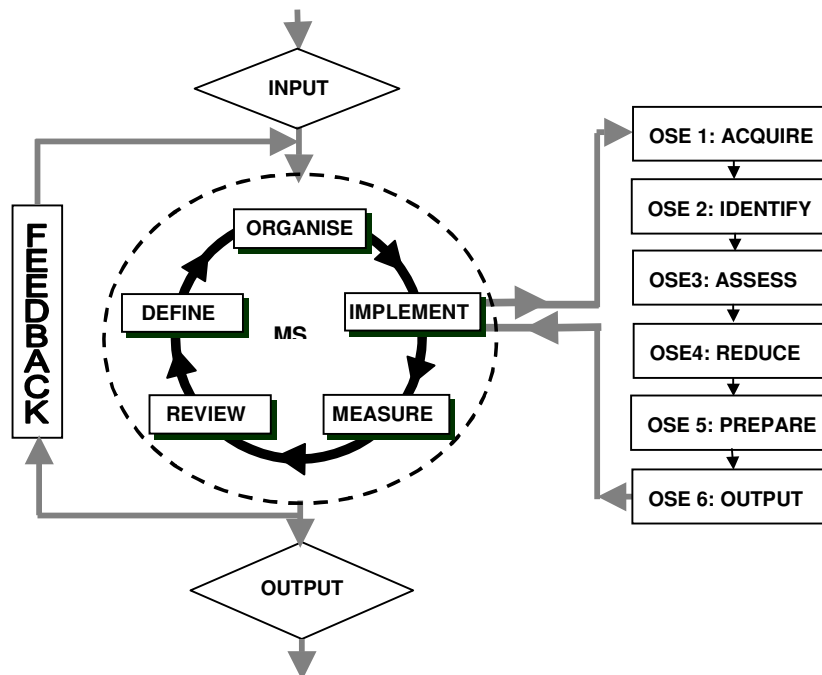 INPUT
OSE 1: ACQUIRE
OSE 2: IDENTIFY
OSE3: ASSESS
OSE4: REDUCE
OSE 5: PREPARE
OSE 6: OUTPUT
FEEDBACK
ORGANISE
DEFINE
IMPLEMENT
MS
REVIEW
MEASURE
OUTPUT